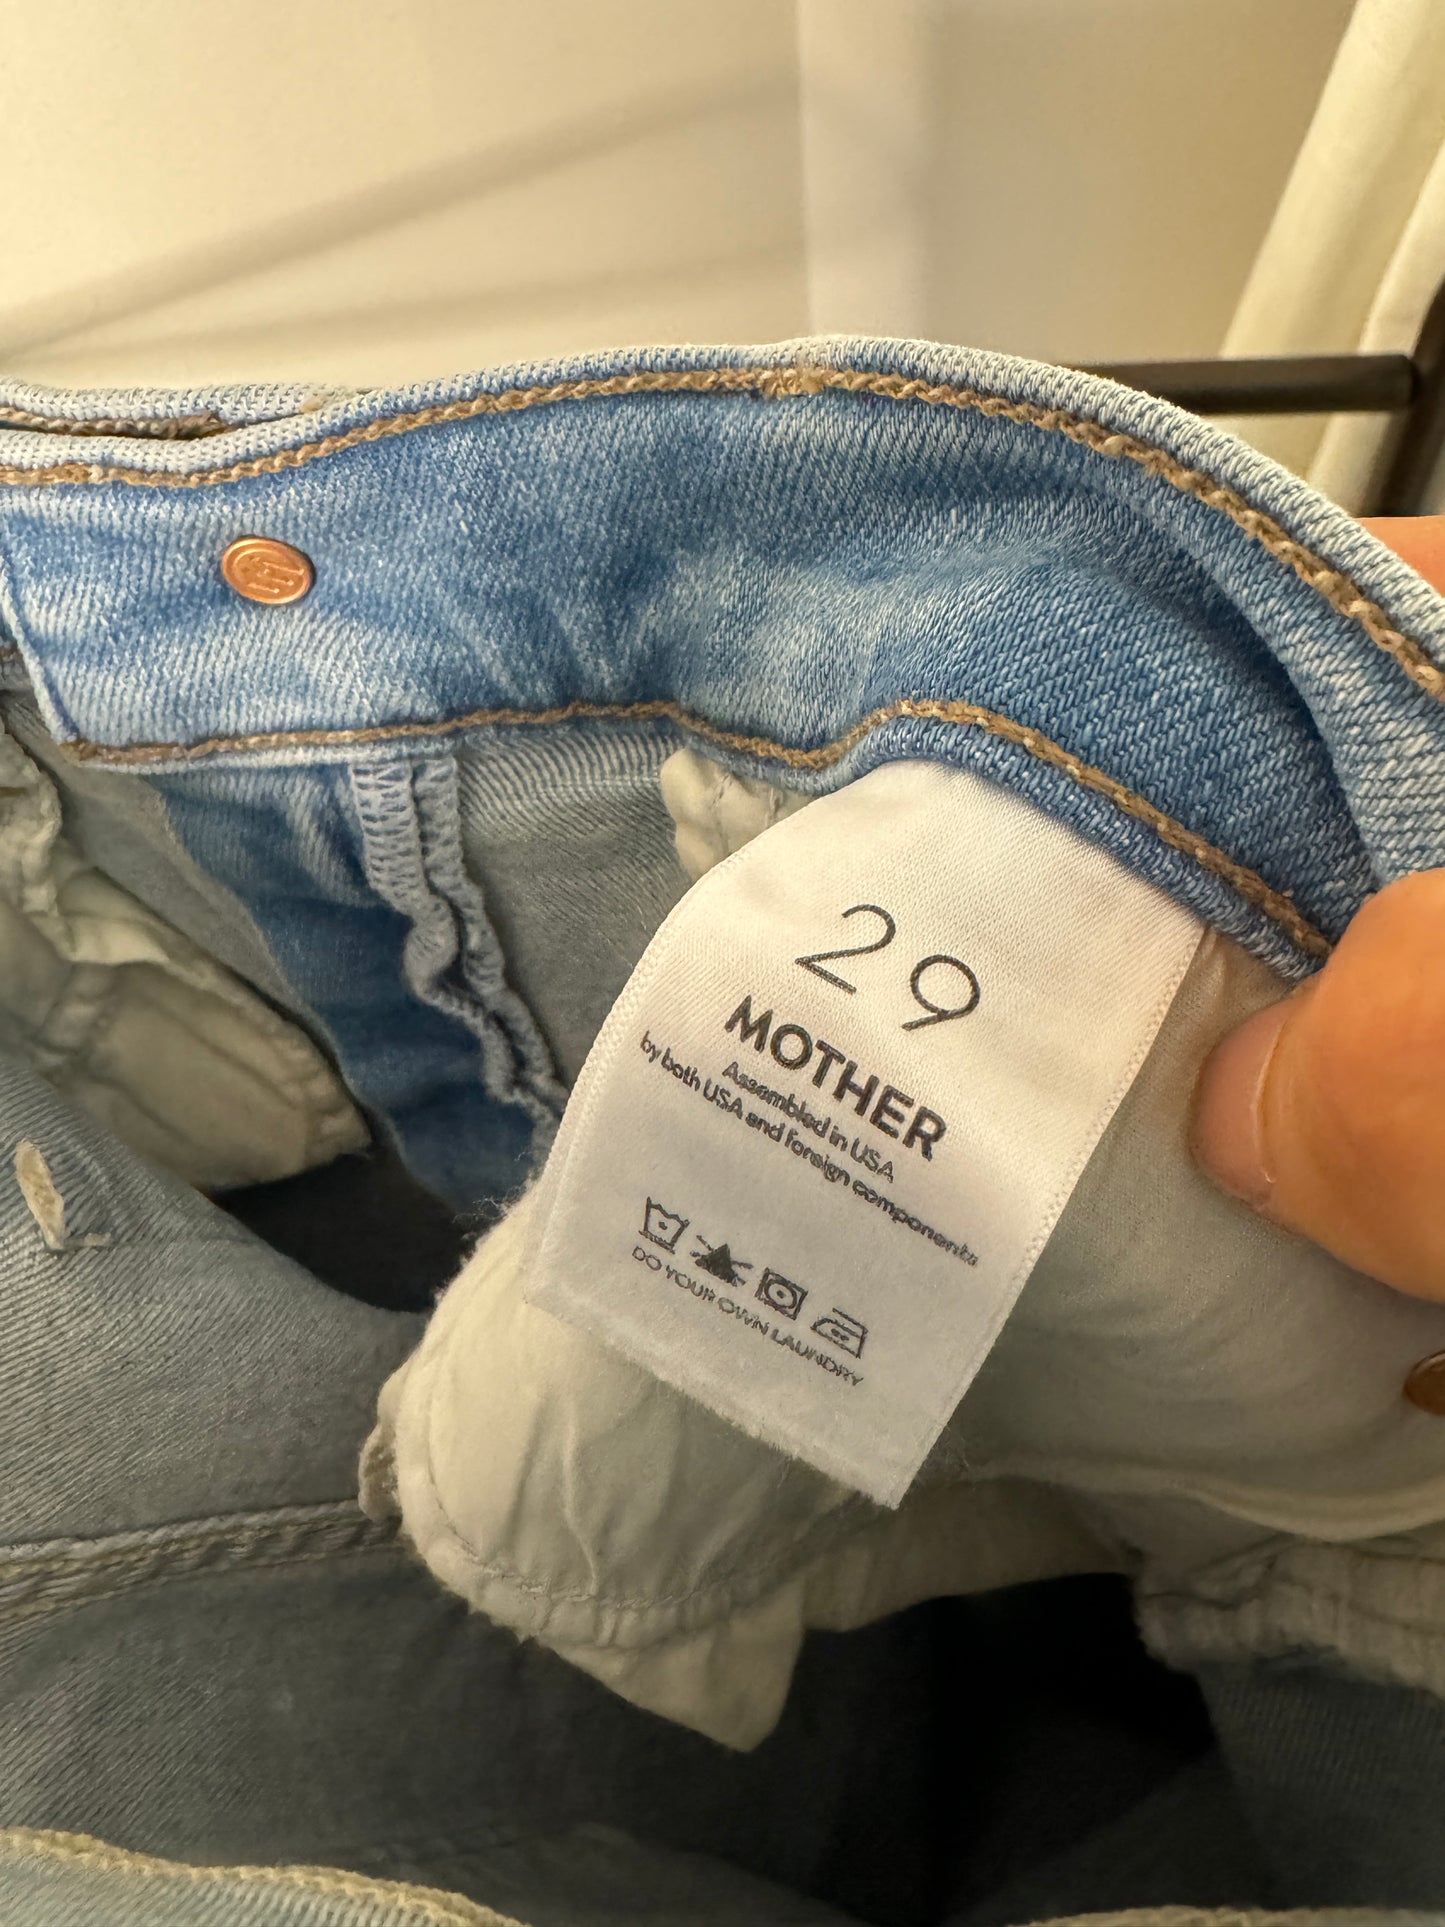 29
MOTHER
Assembled in USA
by both USA and foreign components
DO YOUR OWN LAUNDRY